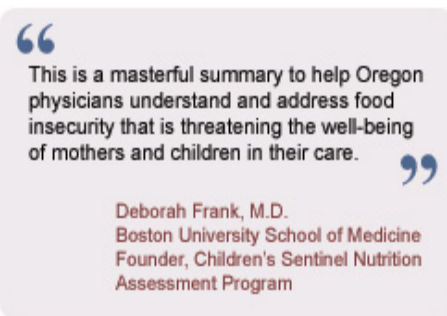 “
This is a masterful summary to help Oregon
physicians understand and address food
insecurity that is threatening the well-being
of mothers and children in their care.
”
Deborah Frank, M.D.
Boston University School of Medicine
Founder, Children's Sentinel Nutrition
Assessment Program